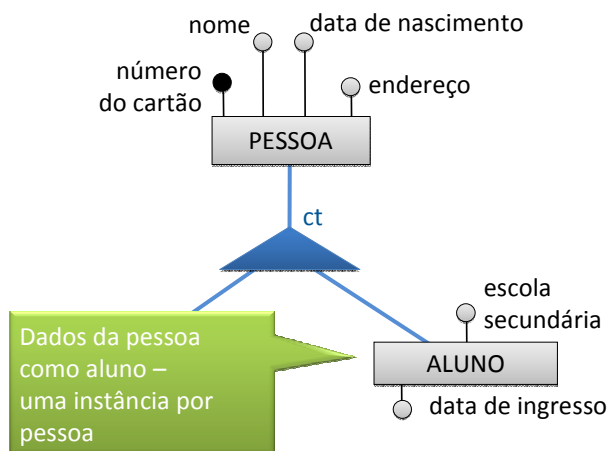 nome
data de nascimento
número
do cartão
endereço
PESSOA
ct
escola
secundária
Dados da pessoa
como aluno –
uma instância por
pessoa
ALUNO
data de ingresso